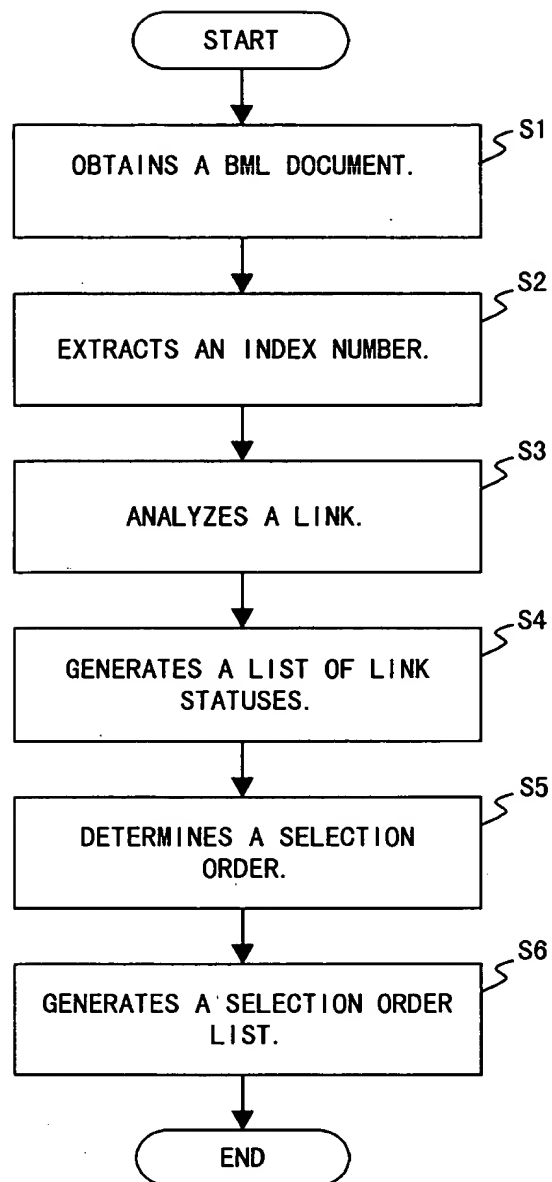 START
S1
OBTAINS A BML DOCUMENT.
S2
EXTRACTS AN INDEX NUMBER.
S3
ANALYZES A LINK.
S4
GENERATES A LIST OF LINK
STATUSES.
S5
DETERMINES A SELECTION
ORDER.
S6
GENERATES A SELECTION ORDER
LIST.
END